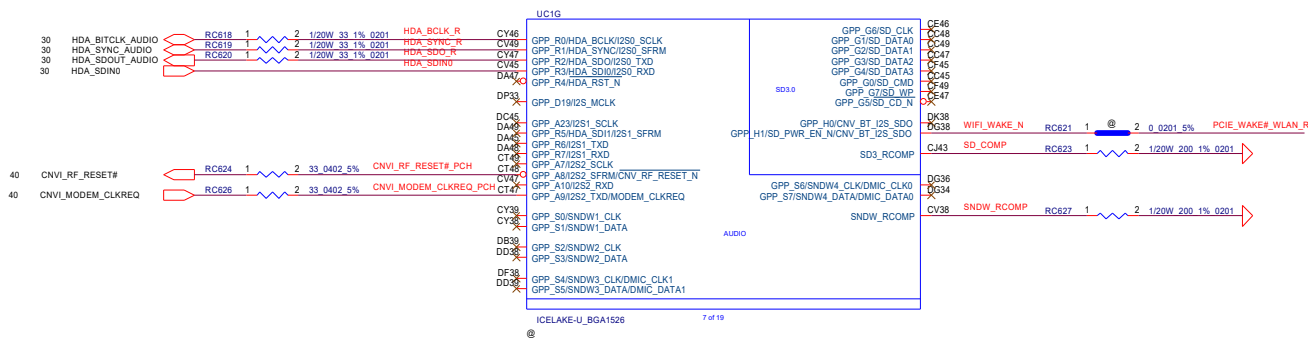 UC1G
30 HDA_BITCLK_AUDIO RC618 1 2 1/20W_33_1%_0201 HDA_BCLK_R CY46 GPP_R0/HDA_BCLK/I2S0_SCLK
30 HDA_SYNC_AUDIO RC619 1 2 1/20W_33_1%_0201 HDA_SYNC_R CV49 GPP_R1/HDA_SYNC/I2S0_SFRM
30 HDA_SDOUT_AUDIO RC620 1 2 1/20W_33_1%_0201 HDA_SDO_R CY47 GPP_R2/HDA_SDO/I2S0_TXD
30 HDA_SDIN0 HDA_SDIN0 CV45 GPP_R3/HDA_SDI0/I2S0_RXD
DA47 GPP_R4/HDA_RST_N
DP33 GPP_D19/I2S_MCLK
DC45 GPP_A23/I2S1_SCLK
DA49 GPP_R5/HDA_SDI1/I2S1_SFRM
DA45 GPP_R6/I2S1_TXD
DA48 GPP_R7/I2S1_RXD
CT49 GPP_A7/I2S2_SCLK
40 CNVI_RF_RESET# RC624 1 2 33_0402_5% CNVI_RF_RESET#_PCH CT48 GPP_A8/I2S2_SFRM/CNV_RF_RESET_N
CV47 GPP_A10/I2S2_RXD
40 CNVI_MODEM_CLKREQ RC626 1 2 33_0402_5% CNVI_MODEM_CLKREQ_PCH CT47 GPP_A9/I2S2_TXD/MODEM_CLKREQ
CY39 GPP_S0/SNDW1_CLK
CY38 GPP_S1/SNDW1_DATA
DB39 GPP_S2/SNDW2_CLK
DD38 GPP_S3/SNDW2_DATA
DF38 GPP_S4/SNDW3_CLK/DMIC_CLK1
DD39 GPP_S5/SNDW3_DATA/DMIC_DATA1
SD3.0
AUDIO
GPP_G6/SD_CLK CE46
GPP_G1/SD_DATA0 CC48
GPP_G2/SD_DATA1 CC49
GPP_G3/SD_DATA2 CC47
GPP_G4/SD_DATA3 CF45
GPP_G0/SD_CMD CC45
GPP_G7/SD_WP CF49
GPP_G5/SD_CD_N CE47
GPP_H0/CNV_BT_I2S_SDO DK38
GPP_H1/SD_PWR_EN_N/CNV_BT_I2S_SDO DG38 WIFI_WAKE_N RC621 1 @ 2 0_0201_5% PCIE_WAKE#_WLAN_R
SD3_RCOMP CJ43 SD_COMP RC623 1 2 1/20W_200_1%_0201
GPP_S6/SNDW4_CLK/DMIC_CLK0 DG36
GPP_S7/SNDW4_DATA/DMIC_DATA0 DG34
SNDW_RCOMP CV38 SNDW_RCOMP RC627 1 2 1/20W_200_1%_0201
ICELAKE-U_BGA1526 7 of 19
@